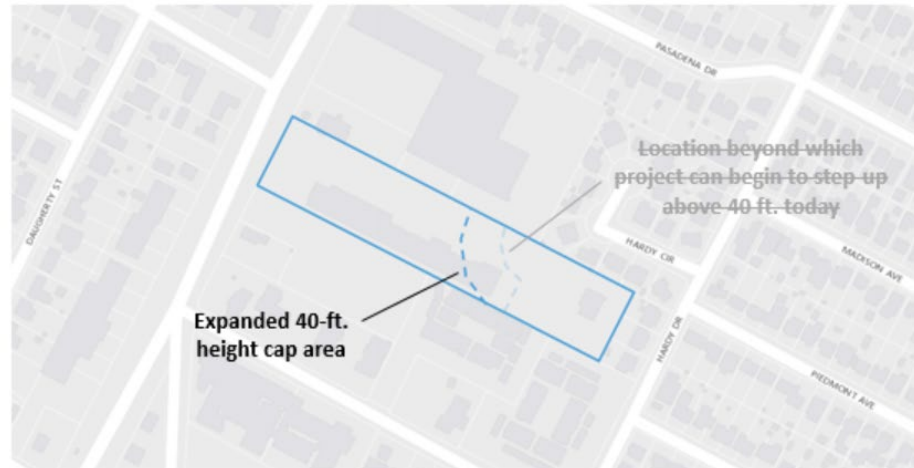 PASADENA DR
Location beyond which
project can begin to step up
above 40 ft. today
DAUGHERTY ST
HARDY CIR
MADISON AVE
Expanded 40-ft.
height cap area
HARDY DR
PIEDMONT AVE